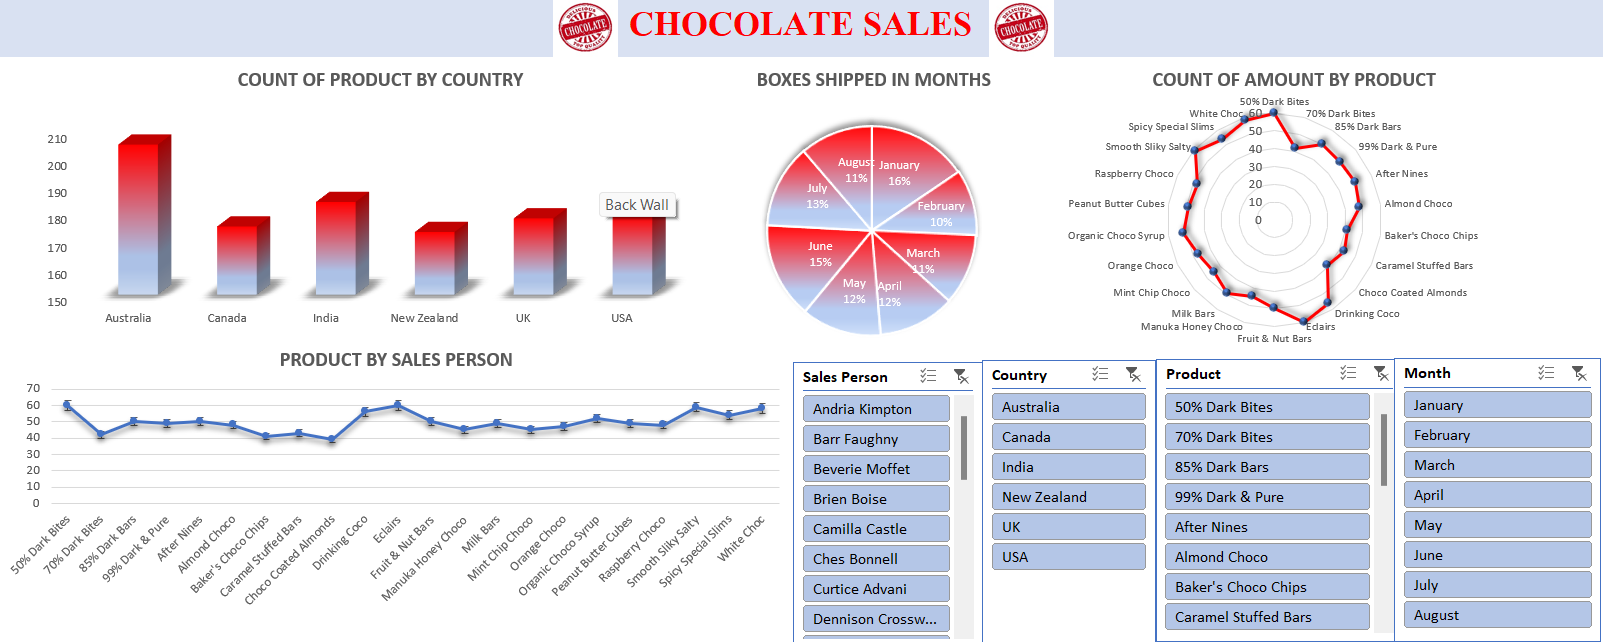 DELICIOUS
CHOCOLATE
TOP QUALITY
CHOCOLATE SALES
DELICIOUS
CHOCOLATE
TOP QUALITY
COUNT OF PRODUCT BY COUNTRY
210
200
190
180
170
160
150
Back Wall
Australia
Canada
India
New Zealand
UK
USA
BOXES SHIPPED IN MONTHS
January
16%
February
10%
March
11%
April
12%
May
12%
June
15%
July
13%
August
11%
COUNT OF AMOUNT BY PRODUCT
50% Dark Bites
70% Dark Bites
85% Dark Bars
99% Dark & Pure
After Nines
Almond Choco
Baker's Choco Chips
Caramel Stuffed Bars
Choco Coated Almonds
Drinking Coco
Eclairs
Fruit & Nut Bars
Manuka Honey Choco
Milk Bars
Mint Chip Choco
Orange Choco
Organic Choco Syrup
Peanut Butter Cubes
Raspberry Choco
Smooth Sliky Salty
Spicy Special Slims
White Choc
60
50
40
30
20
10
0
PRODUCT BY SALES PERSON
70
60
50
40
30
20
10
0
50% Dark Bites
70% Dark Bites
85% Dark Bars
99% Dark & Pure
After Nines
Almond Choco
Baker's Choco Chips
Caramel Stuffed Bars
Choco Coated Almonds
Drinking Coco
Eclairs
Fruit & Nut Bars
Manuka Honey Choco
Milk Bars
Mint Chip Choco
Orange Choco
Organic Choco Syrup
Peanut Butter Cubes
Raspberry Choco
Smooth Sliky Salty
Spicy Special Slims
White Choc
Sales Person
Andria Kimpton
Barr Faughny
Beverie Moffet
Brien Boise
Camilla Castle
Ches Bonnell
Curtice Advani
Dennison Crossw...
Country
Australia
Canada
India
New Zealand
UK
USA
Product
50% Dark Bites
70% Dark Bites
85% Dark Bars
99% Dark & Pure
After Nines
Almond Choco
Baker's Choco Chips
Caramel Stuffed Bars
Month
January
February
March
April
May
June
July
August